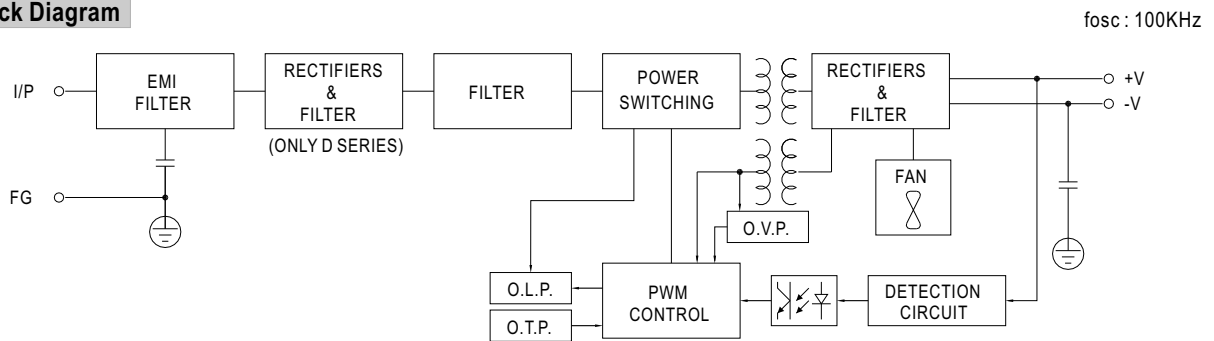 ck Diagram
fosc : 100KHz
I/P
EMI
FILTER
RECTIFIERS
&
FILTER
(ONLY D SERIES)
FILTER
POWER
SWITCHING
RECTIFIERS
&
FILTER
+V
-V
FG
FAN
O.V.P.
O.L.P.
O.T.P.
PWM
CONTROL
DETECTION
CIRCUIT